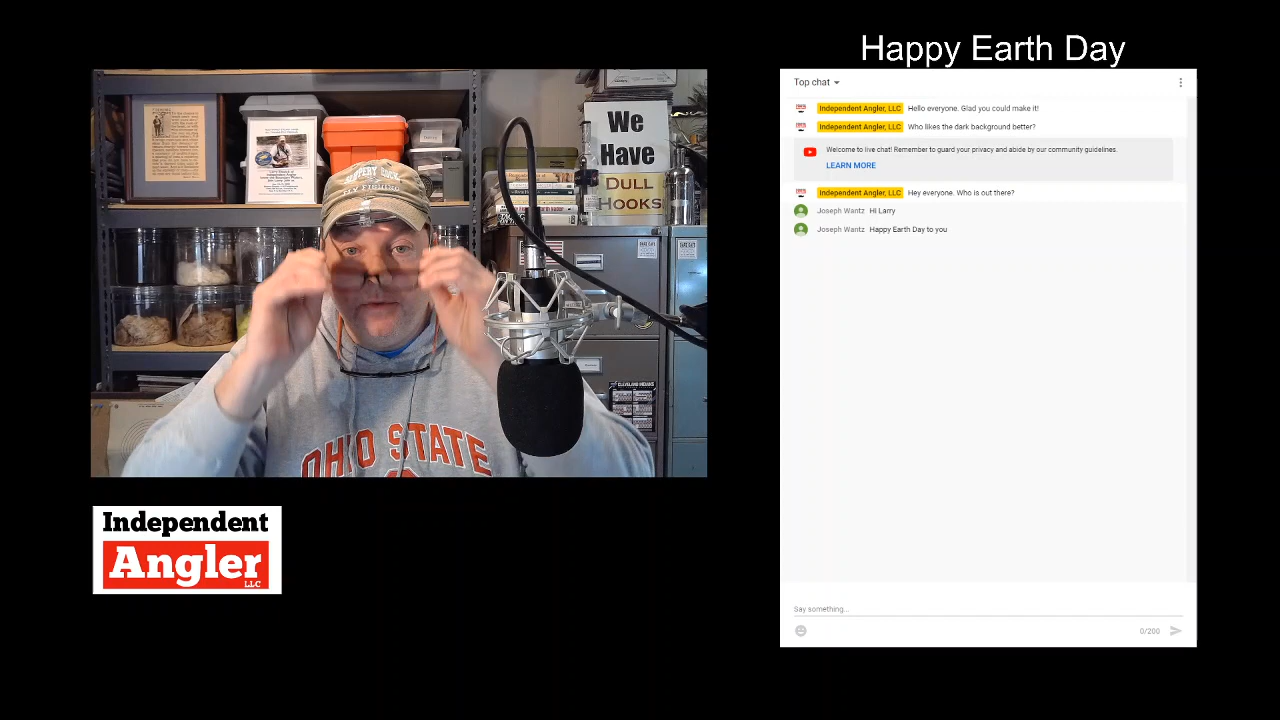 Happy Earth Day
Top chat
Independent Angler, LLC Hello everyone. Glad you could make it!
Independent Angler, LLC Who likes the dark background better?
Welcome to live chat! Remember to guard your privacy and abide by our community guidelines.
LEARN MORE
Independent Angler, LLC Hey everyone. Who is out there?
Joseph Wantz Hi Larry
Joseph Wantz Happy Earth Day to you
Say something...
0/200
We
Have
DULL
HOOKS
CLEVELAND INDIANS
OHIO STATE
Independent
Angler
LLC